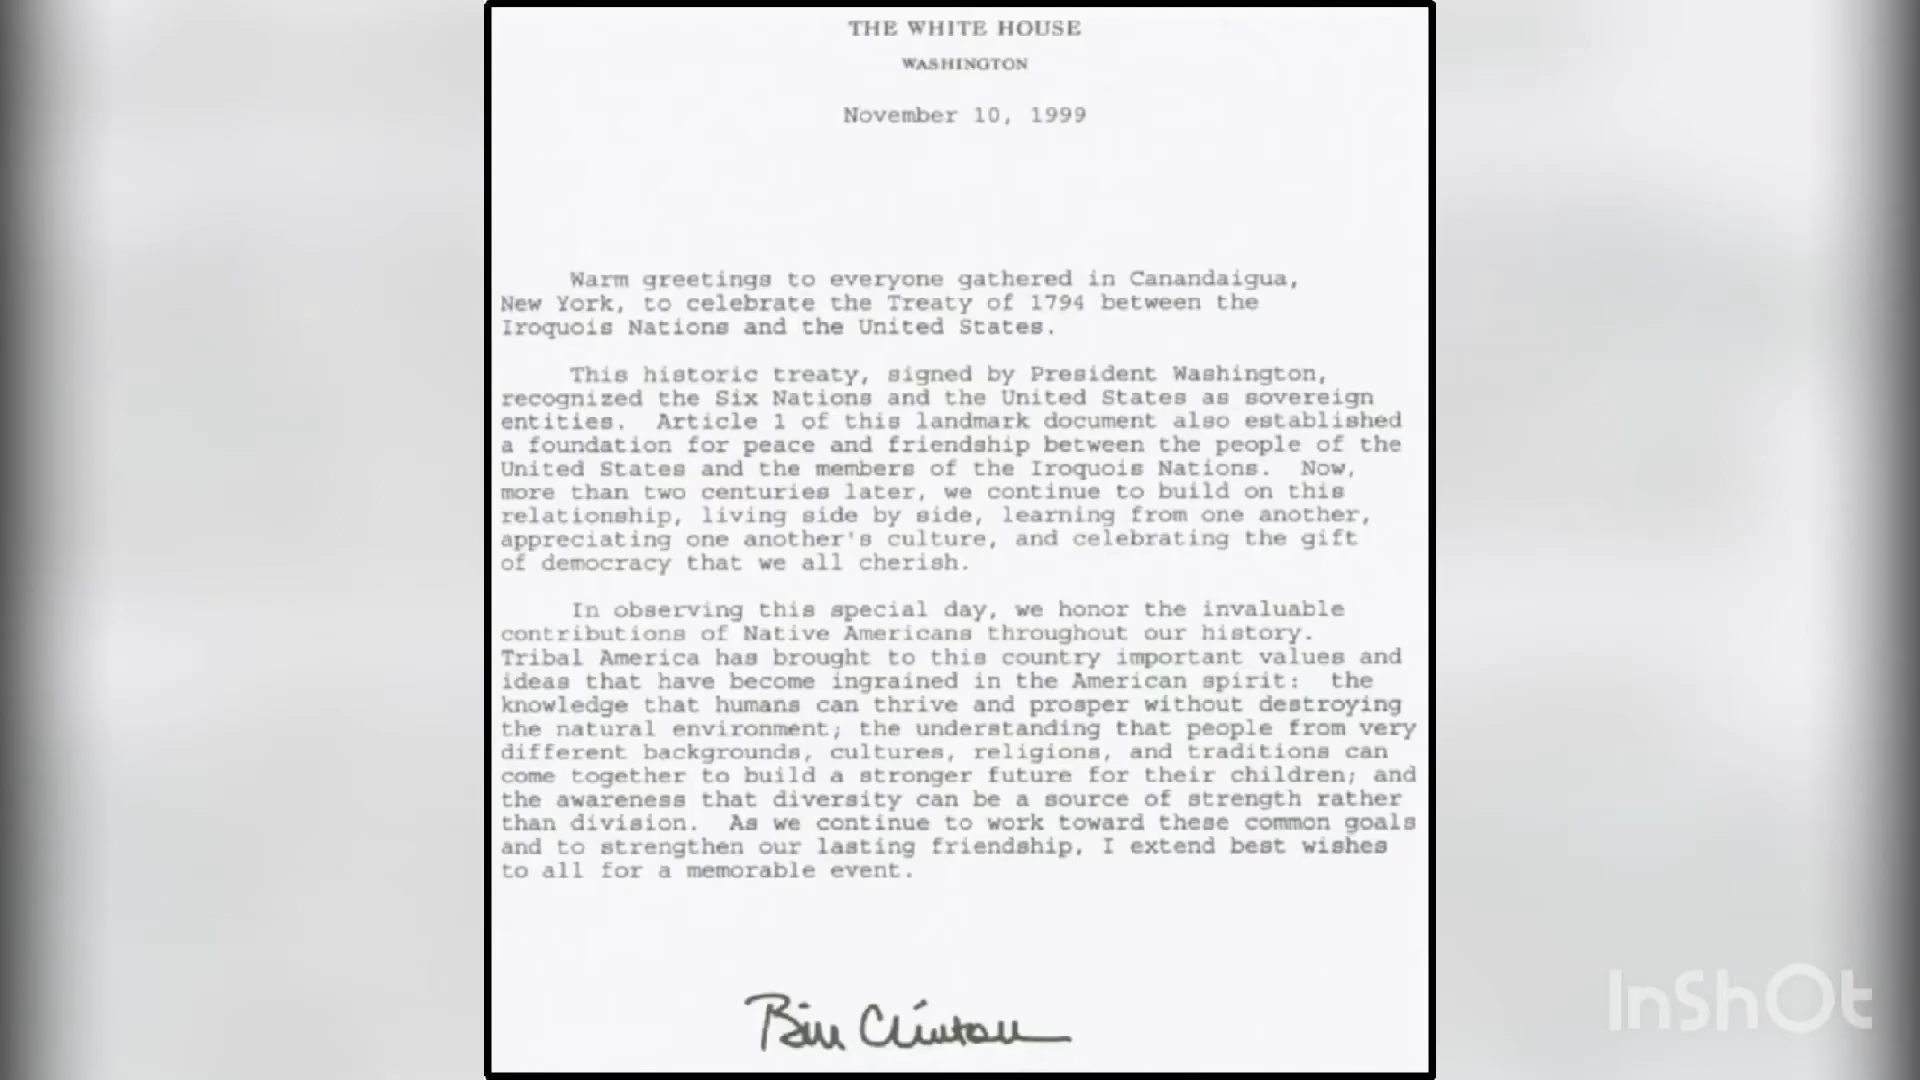 THE WHITE HOUSE
WASHINGTON
November 10, 1999
Warm greetings to everyone gathered in Canandaigua,
New York, to celebrate the Treaty of 1794 between the
Iroquois Nations and the United States.
This historic treaty, signed by President Washington,
recognized the Six Nations and the United States as sovereign
entities. Article 1 of this landmark document also established
a foundation for peace and friendship between the people of the
United States and the members of the Iroquois Nations. Now,
more than two centuries later, we continue to build on this
relationship, living side by side, learning from one another,
appreciating one another's culture, and celebrating the gift
of democracy that we all cherish.
In observing this special day, we honor the invaluable
contributions of Native Americans throughout our history.
Tribal America has brought to this country important values and
ideas that have become ingrained in the American spirit: the
knowledge that humans can thrive and prosper without destroying
the natural environment; the understanding that people from very
different backgrounds, cultures, religions, and traditions can
come together to build a stronger future for their children; and
the awareness that diversity can be a source of strength rather
than division. As we continue to work toward these common goals
and to strengthen our lasting friendship, I extend best wishes
to all for a memorable event.
Bill Clinton
InShOt